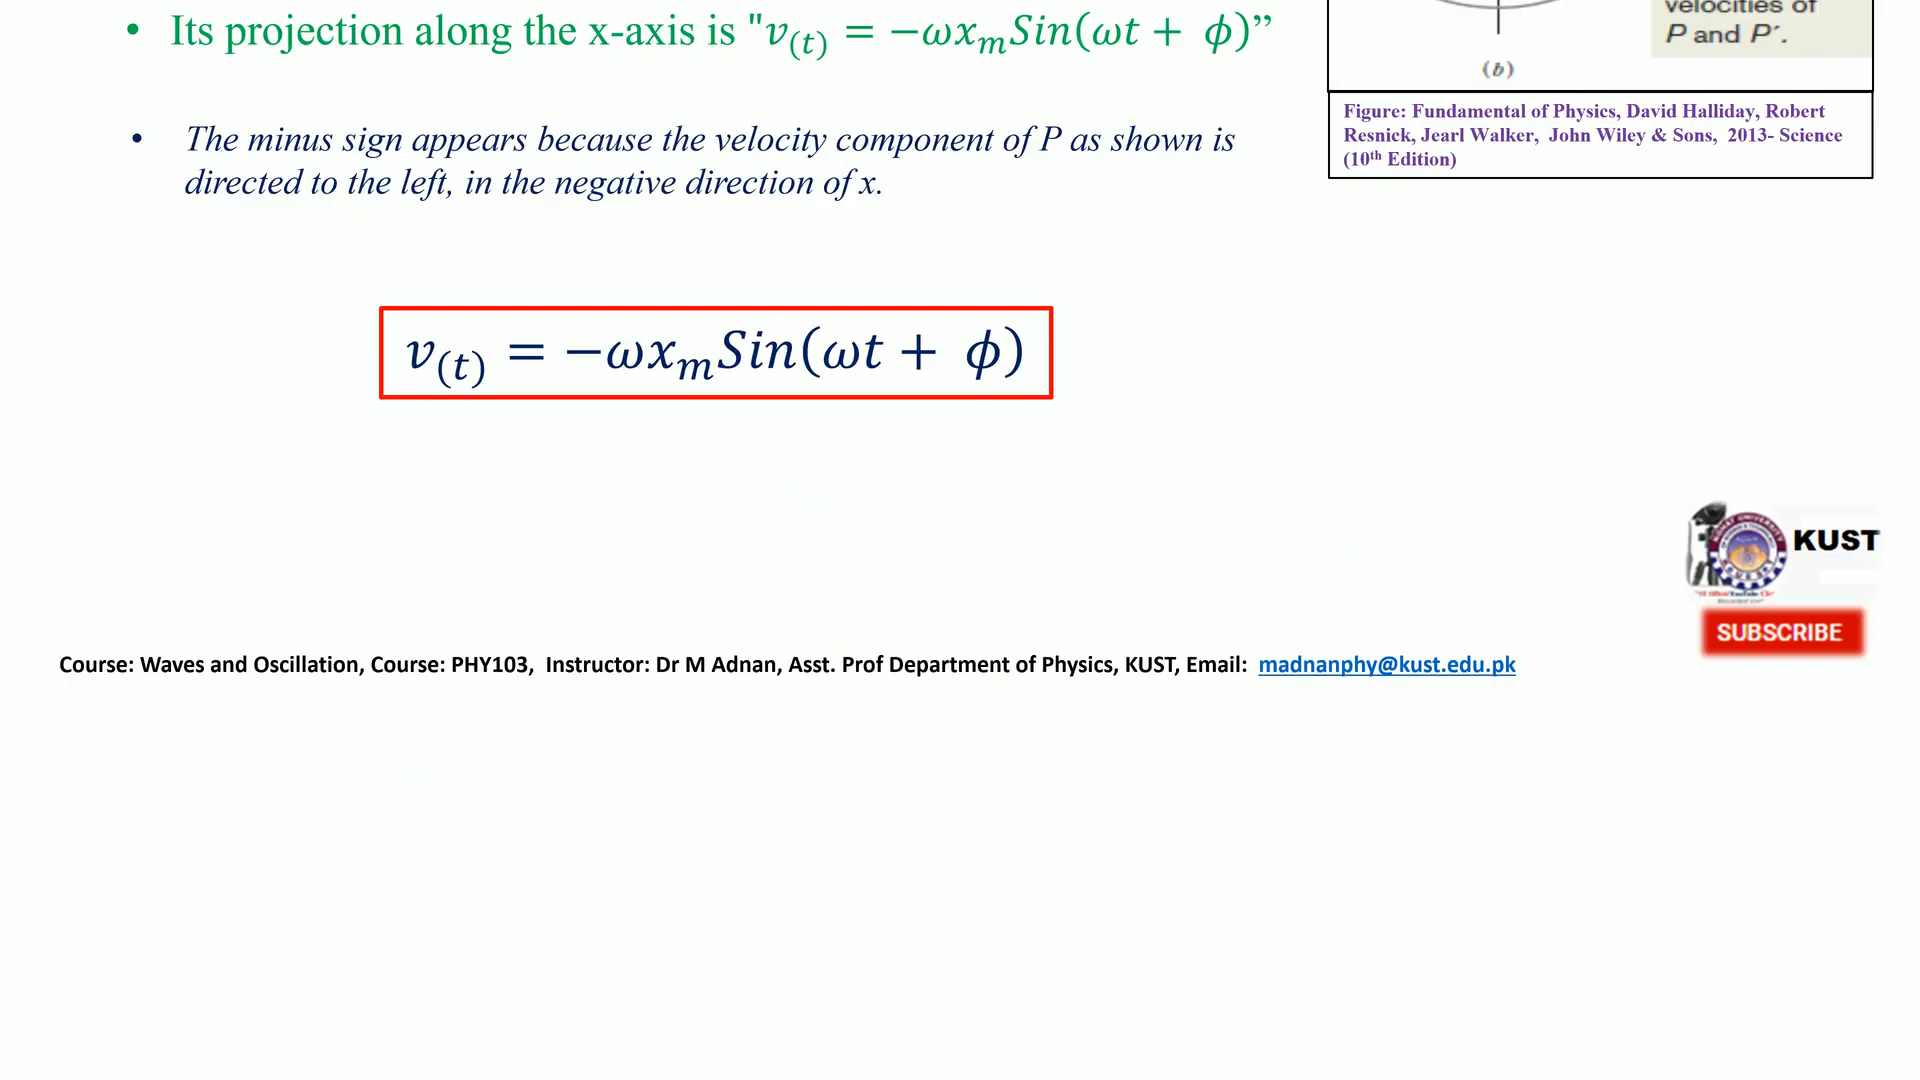 • Its projection along the x-axis is "v₍ₜ₎ = −ωxₘSin(ωt + ϕ)”
velocities of
P and P′.
(b)
Figure: Fundamental of Physics, David Halliday, Robert
Resnick, Jearl Walker, John Wiley & Sons, 2013- Science
(10th Edition)
• The minus sign appears because the velocity component of P as shown is
directed to the left, in the negative direction of x.
v₍ₜ₎ = −ωxₘSin(ωt + ϕ)
KUST
SUBSCRIBE
Course: Waves and Oscillation, Course: PHY103, Instructor: Dr M Adnan, Asst. Prof Department of Physics, KUST, Email: madnanphy@kust.edu.pk